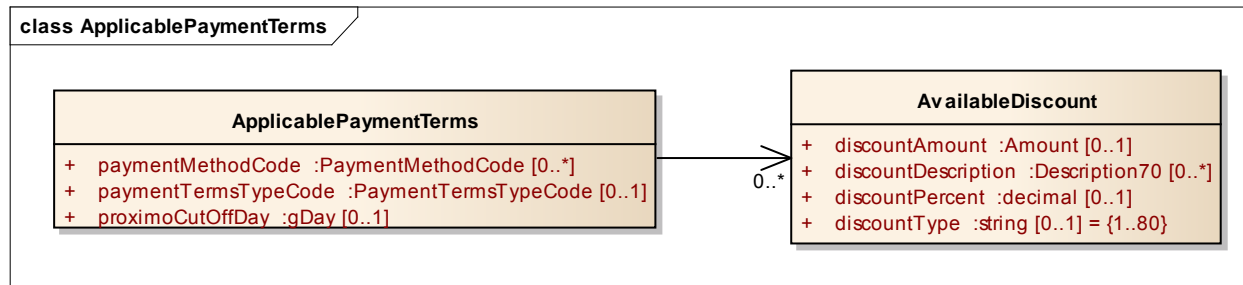 class ApplicablePaymentTerms
ApplicablePaymentTerms
+ paymentMethodCode :PaymentMethodCode [0..*]
+ paymentTermsTypeCode :PaymentTermsTypeCode [0..1]
+ proximoCutOffDay :gDay [0..1]
0..*
AvailableDiscount
+ discountAmount :Amount [0..1]
+ discountDescription :Description70 [0..*]
+ discountPercent :decimal [0..1]
+ discountType :string [0..1] = {1..80}